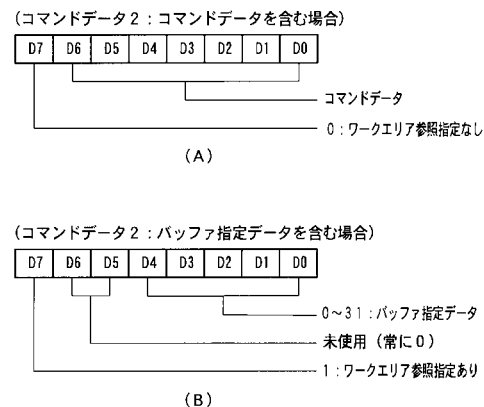 (コマンドデータ2:コマンドデータを含む場合)
D7 D6 D5 D4 D3 D2 D1 D0
コマンドデータ
0:ワークエリア参照指定なし
(A)
(コマンドデータ2:バッファ指定データを含む場合)
D7 D6 D5 D4 D3 D2 D1 D0
0~31:バッファ指定データ
未使用(常に0)
1:ワークエリア参照指定あり
(B)